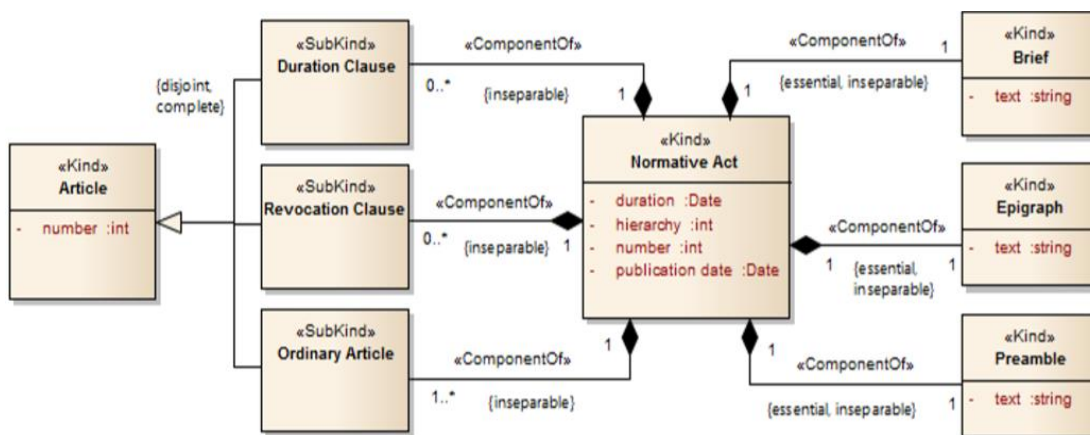 «SubKind»
Duration Clause
«ComponentOf»
0..*
{inseparable}
1
{disjoint,
complete}
«Kind»
Article
- number :int
«SubKind»
Revocation Clause
«ComponentOf»
0..*
{inseparable}
1
«SubKind»
Ordinary Article
«ComponentOf»
1..*
{inseparable}
1
«Kind»
Normative Act
- duration :Date
- hierarchy :int
- number :int
- publication date :Date
«ComponentOf»
1
1
{essential, inseparable}
«Kind»
Brief
- text :string
«ComponentOf»
1
1
{essential,
inseparable}
«Kind»
Epigraph
- text :string
1
«ComponentOf»
{essential, inseparable}
1
«Kind»
Preamble
- text :string